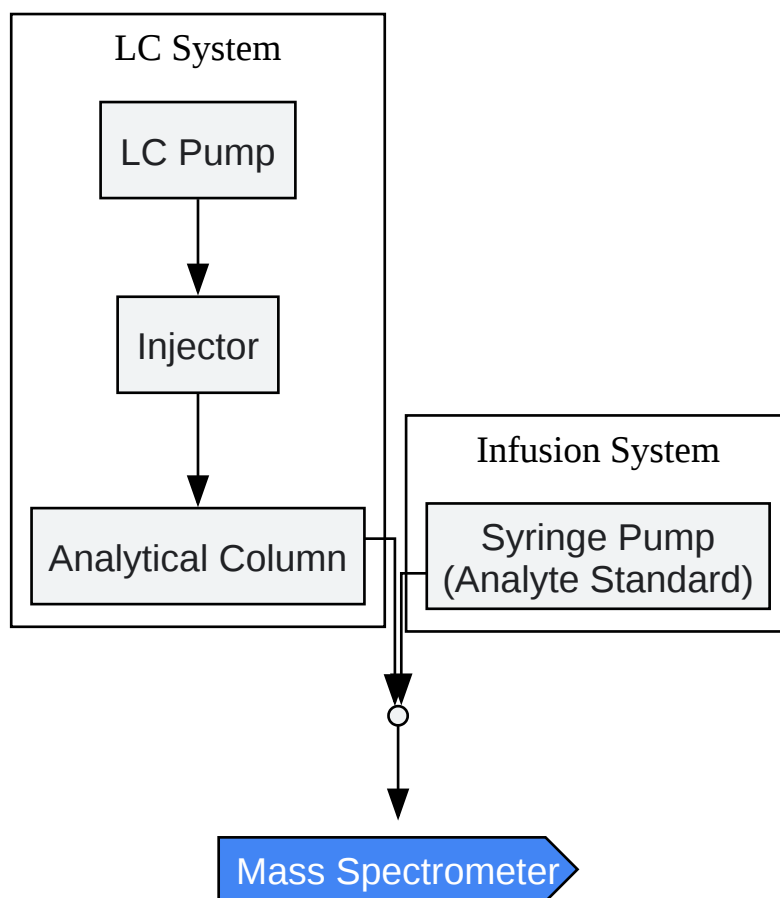 LC System
LC Pump
Injector
Analytical Column
Infusion System
Syringe Pump
(Analyte Standard)
Mass Spectrometer